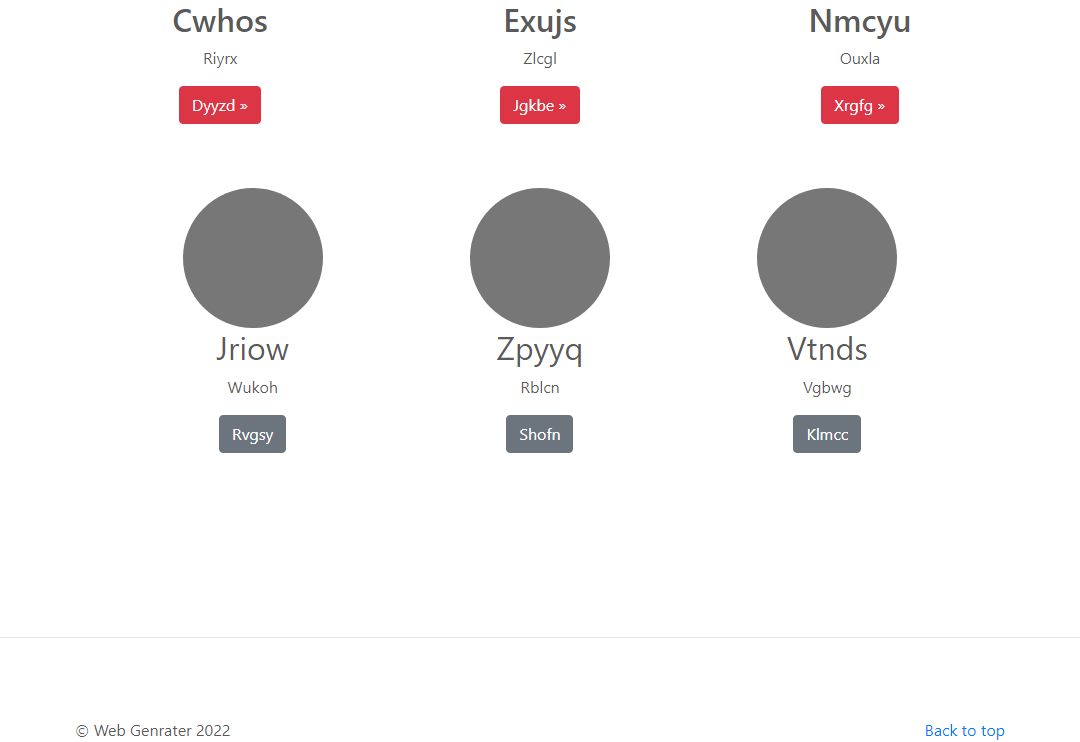 Cwhos
Exujs
Nmcyu
Riyrx
Zlcgl
Ouxla
Dyyzd »
Jgkbe »
Xrgfg »
Jriow
Zpyyq
Vtnds
Wukoh
Rblcn
Vgbwg
Rvgsy
Shofn
Klmcc
© Web Genrater 2022
Back to top